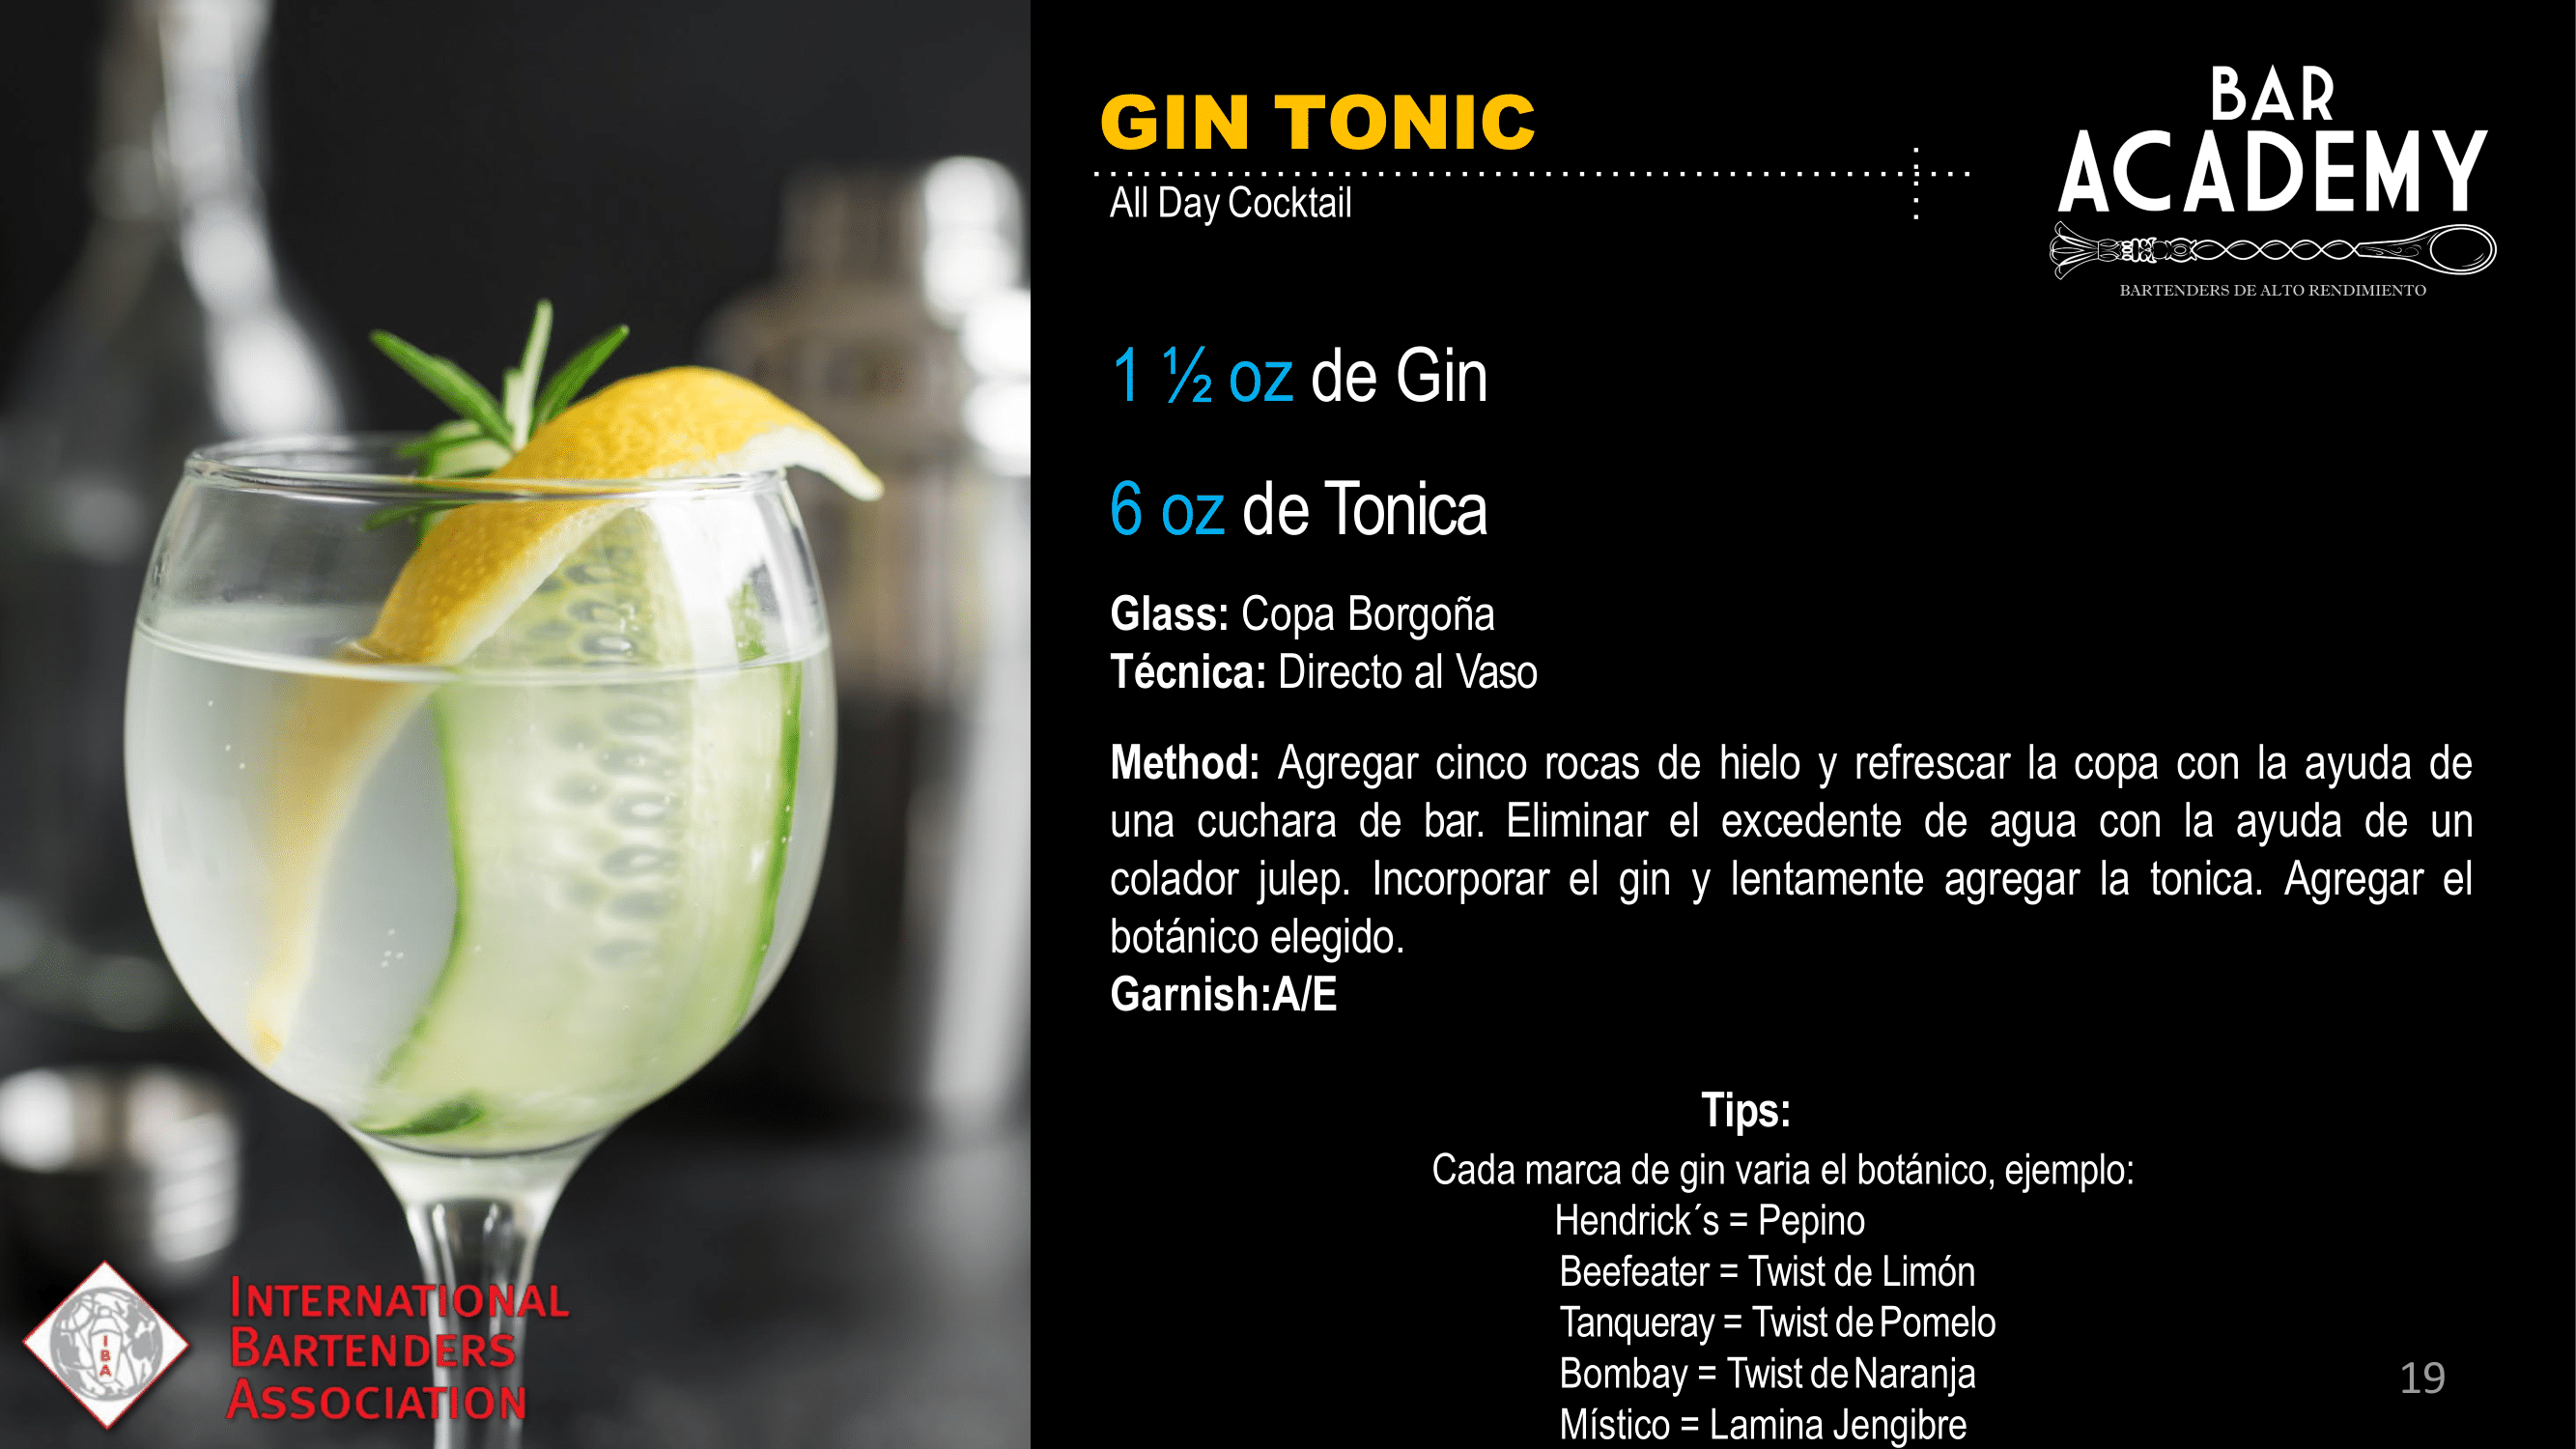 GIN TONIC
All Day Cocktail
BAR
ACADEMY
BARTENDERS DE ALTO RENDIMIENTO
1 ½ oz de Gin
6 oz de Tonica
Glass: Copa Borgoña
Técnica: Directo al Vaso
Method: Agregar cinco rocas de hielo y refrescar la copa con la ayuda de
una cuchara de bar. Eliminar el excedente de agua con la ayuda de un
colador julep. Incorporar el gin y lentamente agregar la tonica. Agregar el
botánico elegido.
Garnish:A/E
Tips:
Cada marca de gin varia el botánico, ejemplo:
Hendrick´s = Pepino
Beefeater = Twist de Limón
Tanqueray = Twist de Pomelo
Bombay = Twist de Naranja
Místico = Lamina Jengibre
IBA
INTERNATIONAL
BARTENDERS
ASSOCIATION
19